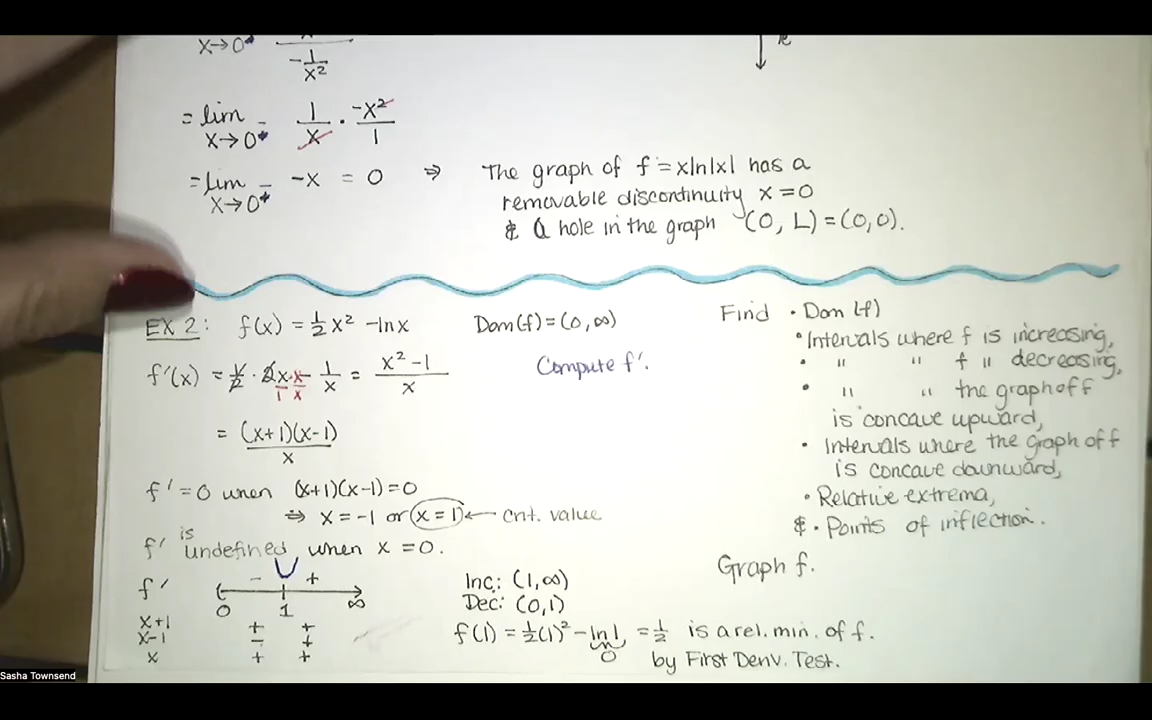 x→0⁺
-1/x²
= lim 1/x · -x²/1
x→0⁺
= lim -x = 0 ⇒ The graph of f = x ln|x| has a
x→0⁺
removable discontinuity x = 0
& a hole in the graph (0, L) = (0, 0).
EX 2: f(x) = 1/2 x² - ln x Dom(f) = (0, ∞)
f'(x) = 1/2 · 2x · x/x - 1/x = (x² - 1)/x Compute f'.
= (x+1)(x-1)/x
f' = 0 when (x+1)(x-1) = 0
⇒ x = -1 or x = 1 ← crit. value
f' is undefined when x = 0.
f' - +
0 1 ∞
x+1 + +
x-1 - +
x + +
Inc: (1, ∞)
Dec: (0, 1)
f(1) = 1/2 (1)² - ln 1 = 1/2 is a rel. min. of f.
0
by First Deriv. Test.
Find • Dom (f)
• Intervals where f is increasing,
• " " f " decreasing,
• " " the graph of f
is concave upward,
• Intervals where the graph of f
is concave downward,
• Relative extrema,
& • Points of inflection.
Graph f.
Sasha Townsend